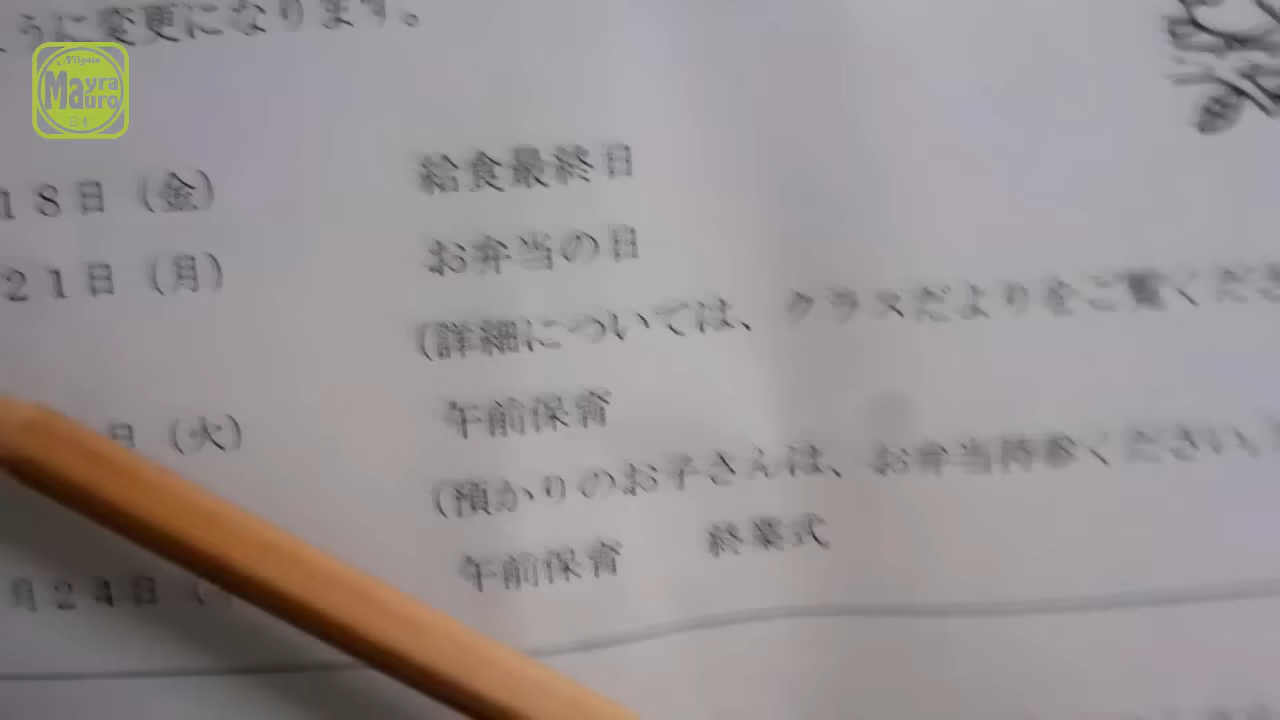 うに変更になります。
Niigata
Mayra
Mauro
日本
18日（金） 給食最終日
21日（月） お弁当の日
（詳細については、クラスだよりをご覧くださ
日（火） 午前保育
（預かりのお子さんは、お弁当持参ください）
月24日（ 午前保育 終業式